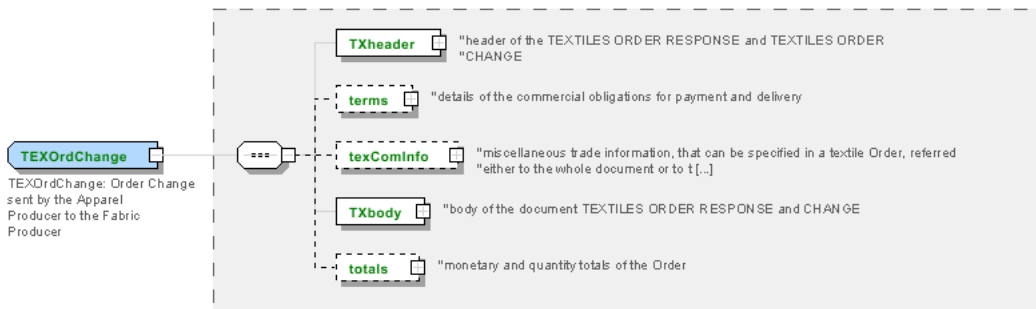 TXheader
"header of the TEXTILES ORDER RESPONSE and TEXTILES ORDER
"CHANGE
terms
"details of the commercial obligations for payment and delivery
TEXOrdChange
texComInfo
"miscellaneous trade information, that can be specified in a textile Order, referred
"either to the whole document or to t [...]
TEXOrdChange: Order Change
sent by the Apparel
Producer to the Fabric
Producer
TXbody
"body of the document TEXTILES ORDER RESPONSE and CHANGE
totals
"monetary and quantity totals of the Order